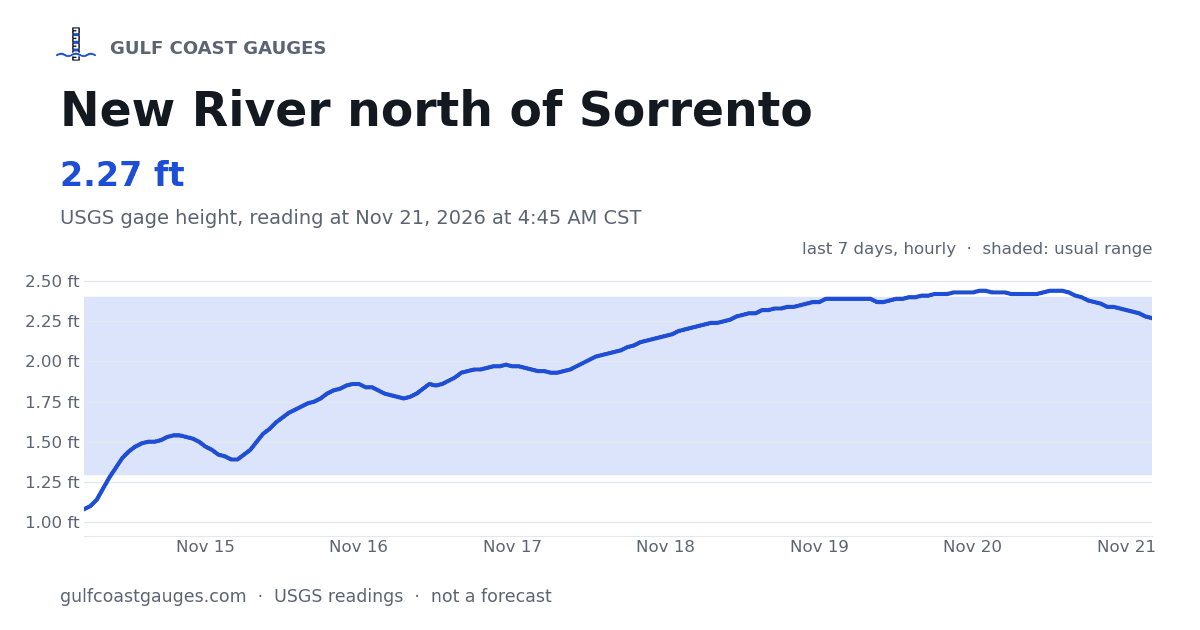 GULF COAST GAUGES
New River north of Sorrento
2.27 ft
USGS gage height, reading at Nov 21, 2026 at 4:45 AM CST
last 7 days, hourly · shaded: usual range
2.50 ft
2.25 ft
2.00 ft
1.75 ft
1.50 ft
1.25 ft
1.00 ft
Nov 15 Nov 16 Nov 17 Nov 18 Nov 19 Nov 20 Nov 21
gulfcoastgauges.com · USGS readings · not a forecast